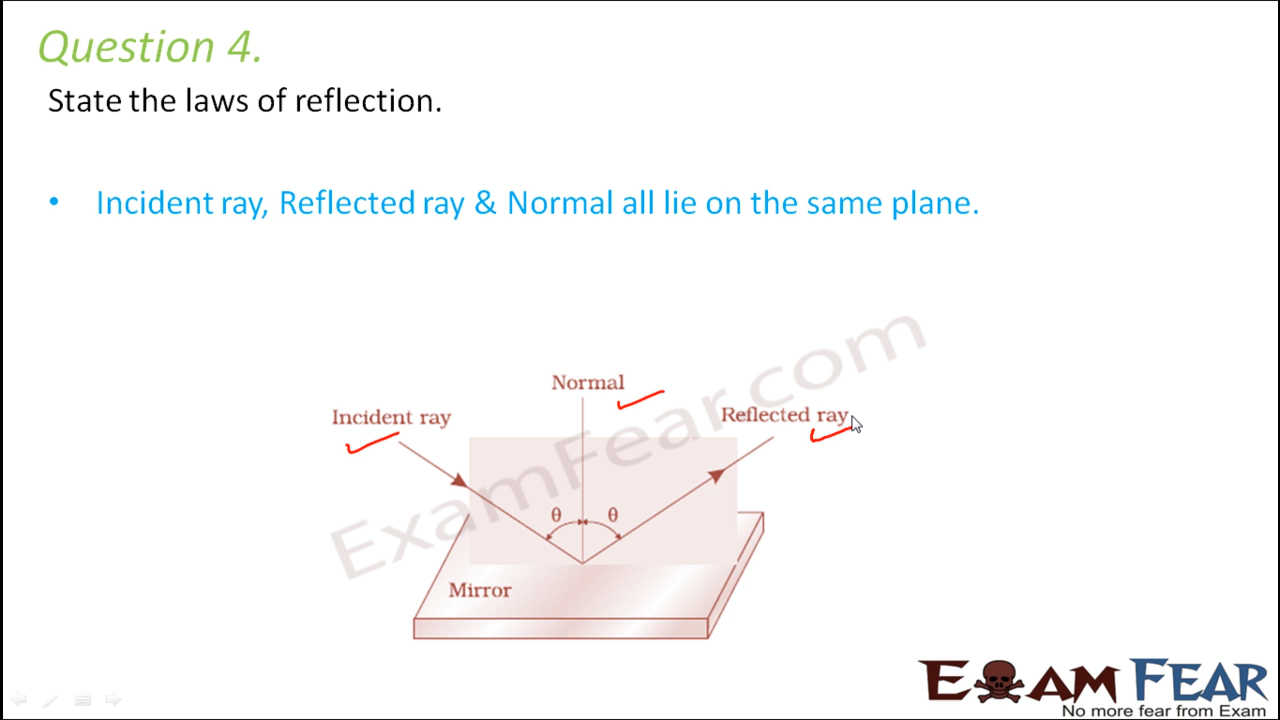 Question 4.
State the laws of reflection.
• Incident ray, Reflected ray & Normal all lie on the same plane.
Normal
Incident ray
Reflected ray
θ θ
Mirror
ExamFear.com
EXAM FEAR
No more fear from Exam